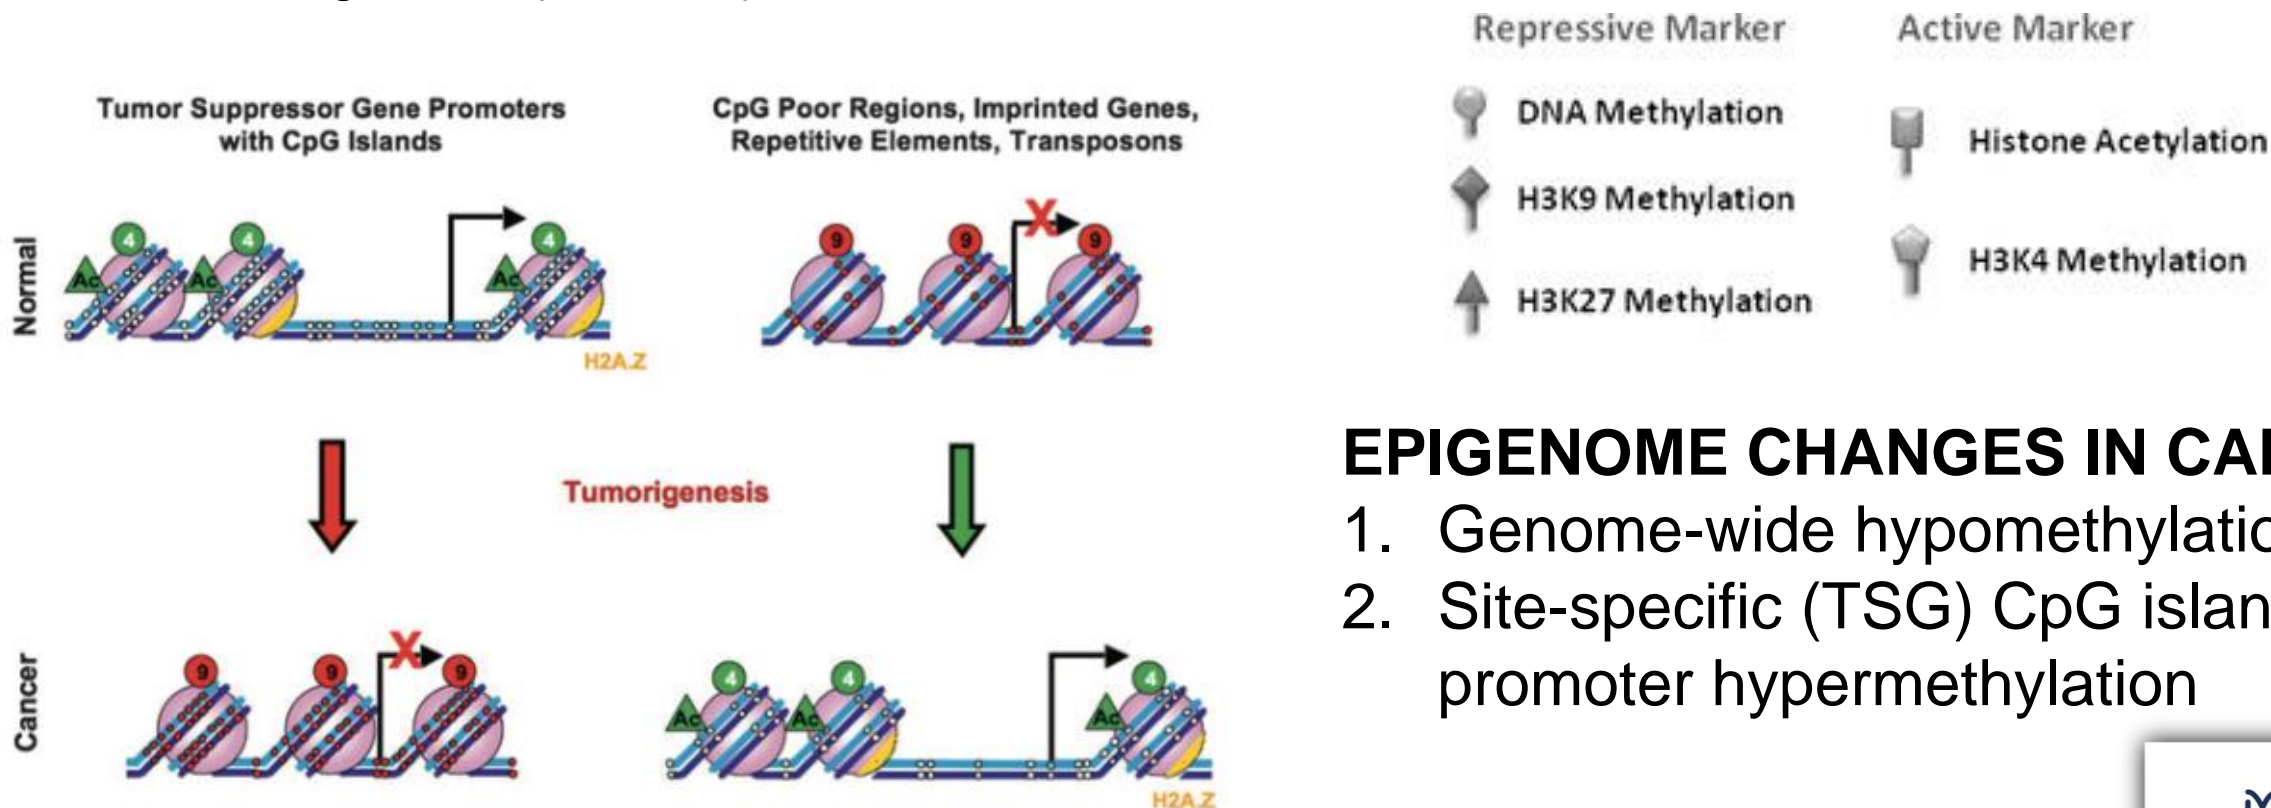 Repressive Marker
Active Marker
DNA Methylation
Histone Acetylation
H3K9 Methylation
H3K4 Methylation
H3K27 Methylation
Tumor Suppressor Gene Promoters
with CpG Islands
CpG Poor Regions, Imprinted Genes,
Repetitive Elements, Transposons
Normal
4 4 4
Ac Ac Ac
H2A.Z
9 9 X 9
Tumorigenesis
Cancer
9 9 X 9
4 4 4
Ac Ac Ac
H2A.Z
EPIGENOME CHANGES IN
1. Genome-wide
2. Site-specific (TSG) CpG
promoter hypermethylation